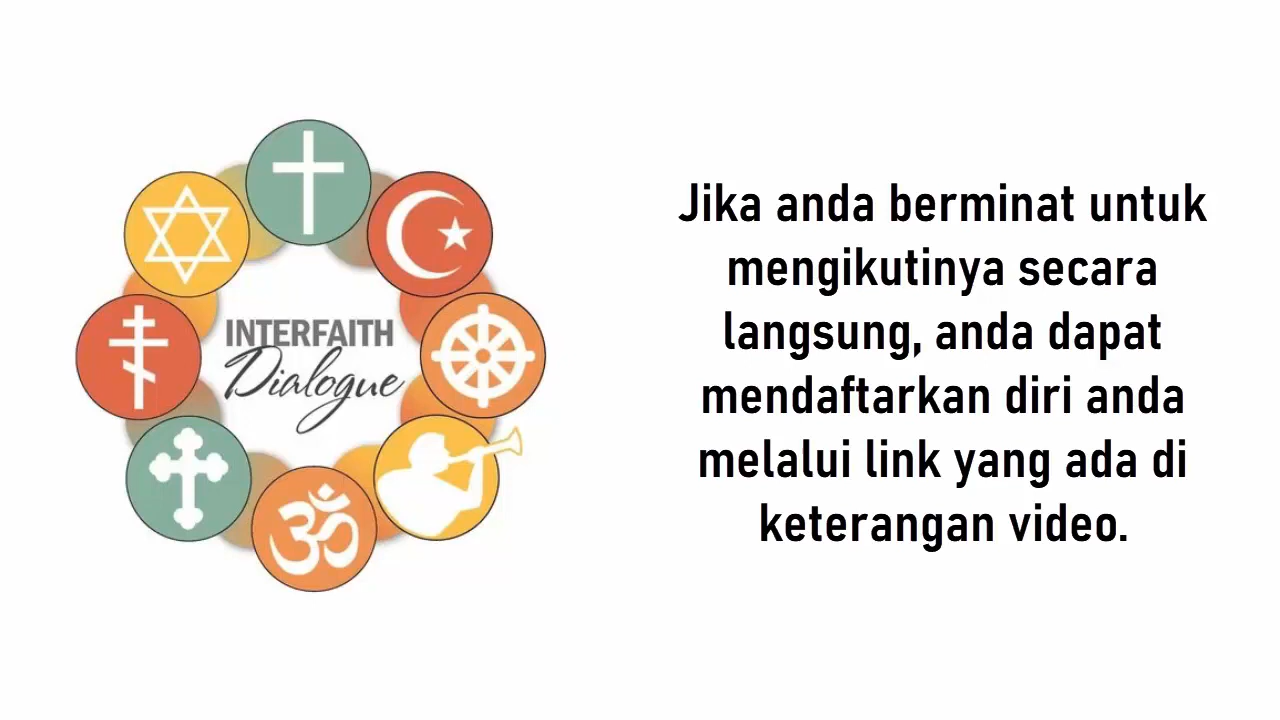 INTERFAITH
Dialogue
Jika anda berminat untuk
mengikutinya secara
langsung, anda dapat
mendaftarkan diri anda
melalui link yang ada di
keterangan video.